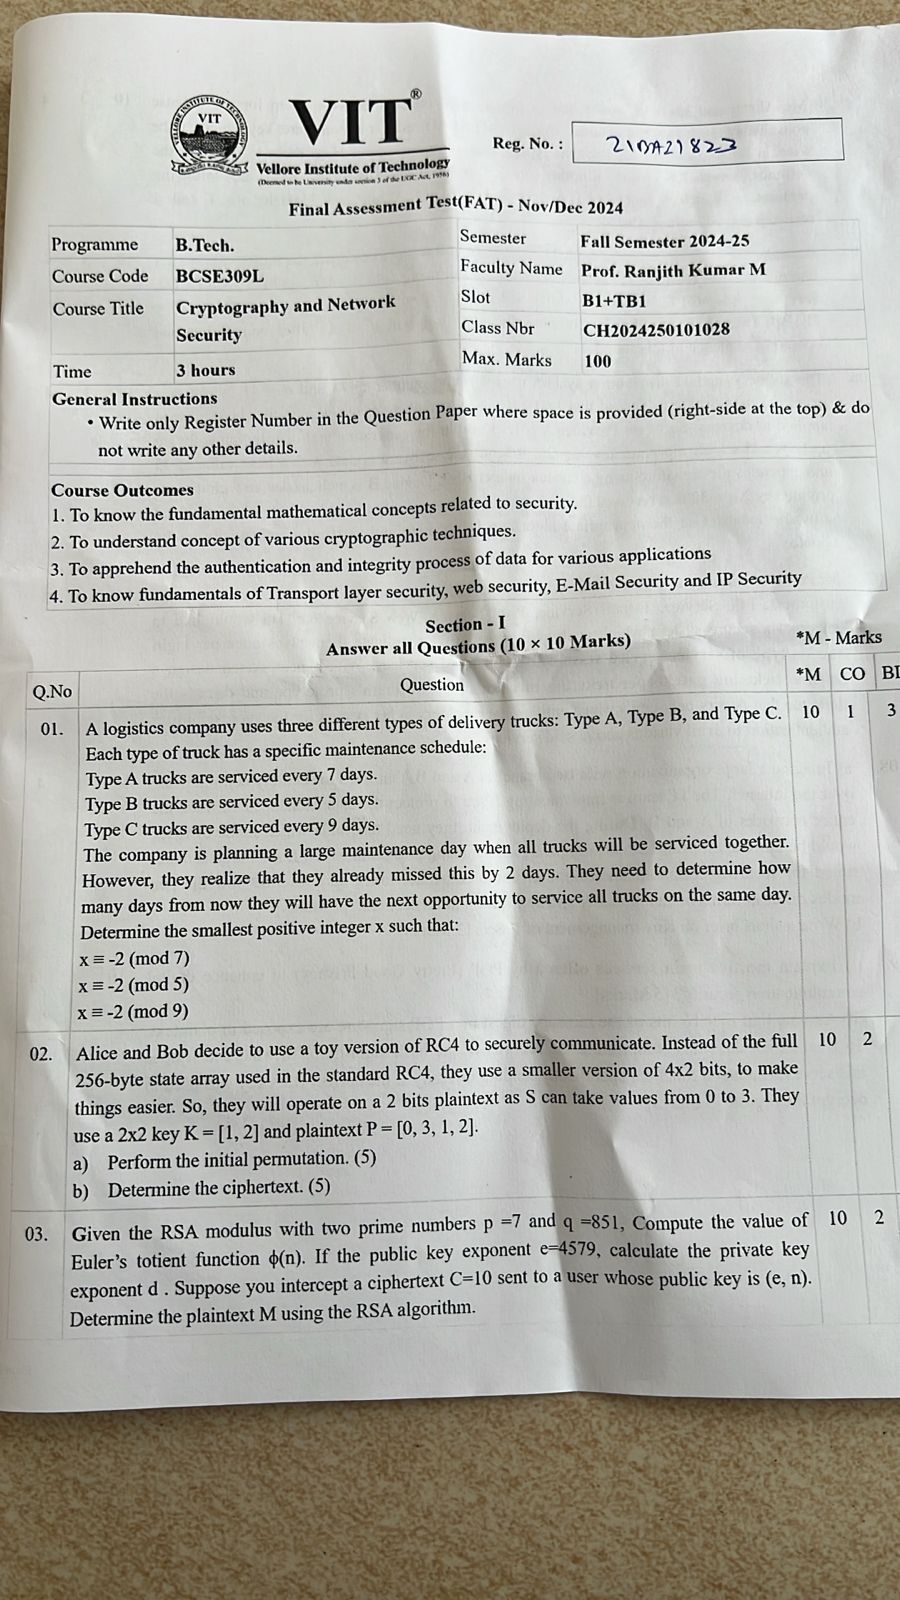 VIT®
Vellore Institute of Technology
(Deemed to be University under section 3 of the UGC Act, 1956)
VELLORE INSTITUTE OF TECHNOLOGY
VIT
Reg. No. :
Final Assessment Test(FAT) - Nov/Dec 2024
Programme B.Tech. Semester Fall Semester 2024-25
Course Code BCSE309L Faculty Name Prof. Ranjith Kumar M
Course Title Cryptography and Network Security Slot B1+TB1
Class Nbr CH2024250101028
Time 3 hours Max. Marks 100
General Instructions
• Write only Register Number in the Question Paper where space is provided (right-side at the top) & do
not write any other details.
Course Outcomes
1. To know the fundamental mathematical concepts related to security.
2. To understand concept of various cryptographic techniques.
3. To apprehend the authentication and integrity process of data for various applications
4. To know fundamentals of Transport layer security, web security, E-Mail Security and IP Security
Section - I
Answer all Questions (10 × 10 Marks)
*M - Marks
Q.No Question *M CO
01. A logistics company uses three different types of delivery trucks: Type A, Type B, and Type C. 10 1 3
Each type of truck has a specific maintenance schedule:
Type A trucks are serviced every 7 days.
Type B trucks are serviced every 5 days.
Type C trucks are serviced every 9 days.
The company is planning a large maintenance day when all trucks will be serviced together.
However, they realize that they already missed this by 2 days. They need to determine how
many days from now they will have the next opportunity to service all trucks on the same day.
Determine the smallest positive integer x such that:
x ≡ -2 (mod 7)
x ≡ -2 (mod 5)
x ≡ -2 (mod 9)
02. Alice and Bob decide to use a toy version of RC4 to securely communicate. Instead of the full 10 2
256-byte state array used in the standard RC4, they use a smaller version of 4x2 bits, to make
things easier. So, they will operate on a 2 bits plaintext as S can take values from 0 to 3. They
use a 2x2 key K = [1, 2] and plaintext P = [0, 3, 1, 2].
a) Perform the initial permutation. (5)
b) Determine the ciphertext. (5)
03. Given the RSA modulus with two prime numbers p =7 and q =851, Compute the value of 10 2
Euler's totient function ϕ(n). If the public key exponent e=4579, calculate the private key
exponent d . Suppose you intercept a ciphertext C=10 sent to a user whose public key is (e, n).
Determine the plaintext M using the RSA algorithm.